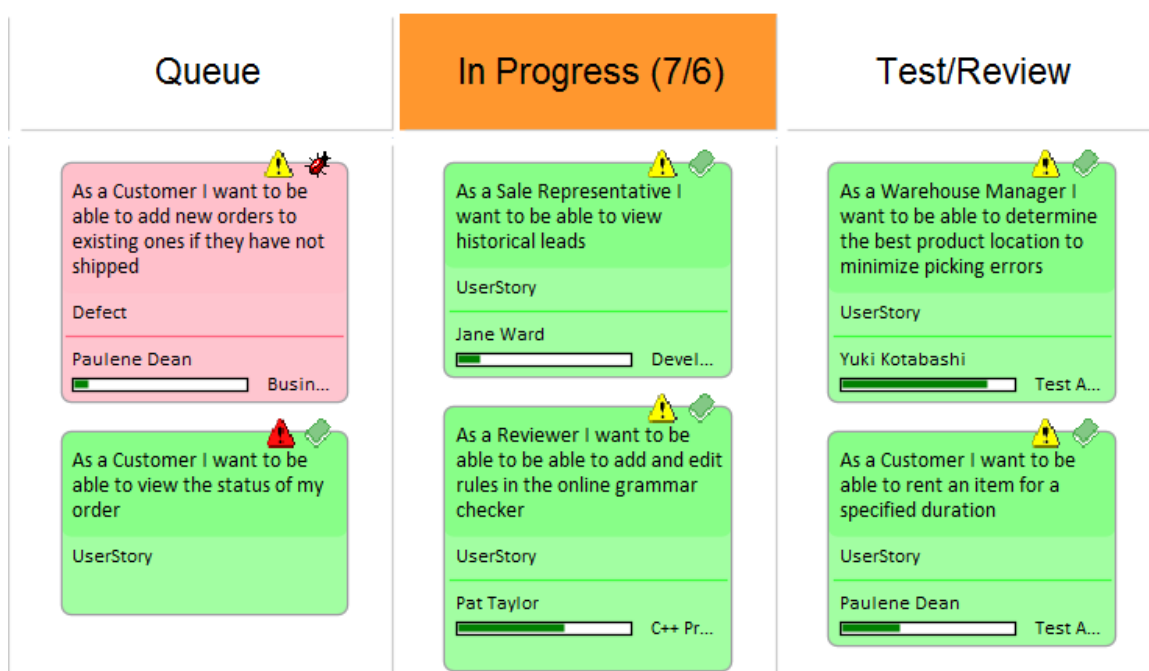 Queue
In Progress (7/6)
Test/Review
As a Customer I want to be
able to add new orders to
existing ones if they have not
shipped
Defect
Paulene Dean
Busin...
As a Customer I want to be
able to view the status of my
order
UserStory
As a Sale Representative I
want to be able to view
historical leads
UserStory
Jane Ward
Devel...
As a Reviewer I want to be
able to be able to add and edit
rules in the online grammar
checker
UserStory
Pat Taylor
C++ Pr...
As a Warehouse Manager I
want to be able to determine
the best product location to
minimize picking errors
UserStory
Yuki Kotabashi
Test A...
As a Customer I want to be
able to rent an item for a
specified duration
UserStory
Paulene Dean
Test A...